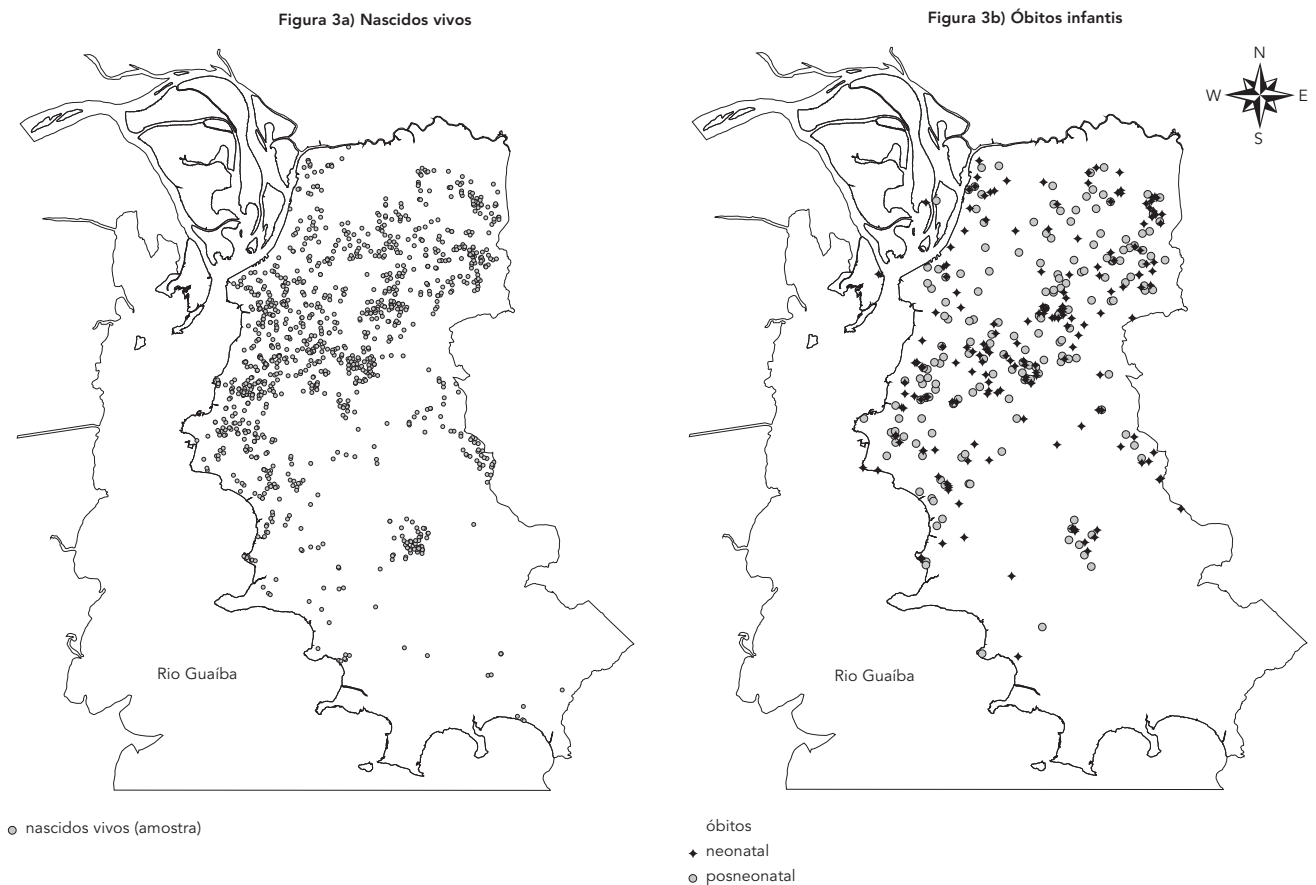 Figura 3a) Nascidos vivos
Rio Guaíba
nascidos vivos (amostra)
Figura 3b) Óbitos infantis
N
W E
S
Rio Guaíba
óbitos
neonatal
posneonatal